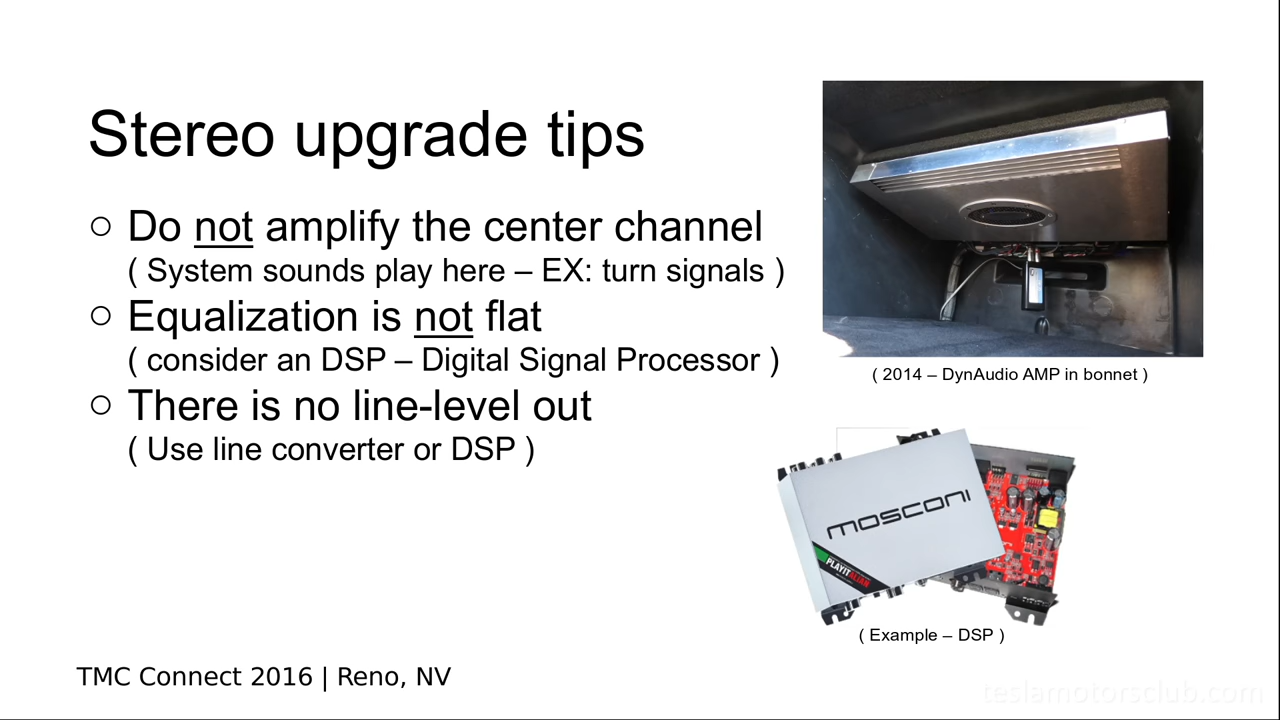 Stereo upgrade tips
○ Do not amplify the center channel
( System sounds play here – EX: turn signals )
○ Equalization is not flat
( consider an DSP – Digital Signal Processor )
○ There is no line-level out
( Use line converter or DSP )
( 2014 – DynAudio AMP in bonnet )
mosconi
PLAYITALIAN
( Example – DSP )
TMC Connect 2016 | Reno, NV
teslamotorsclub.com